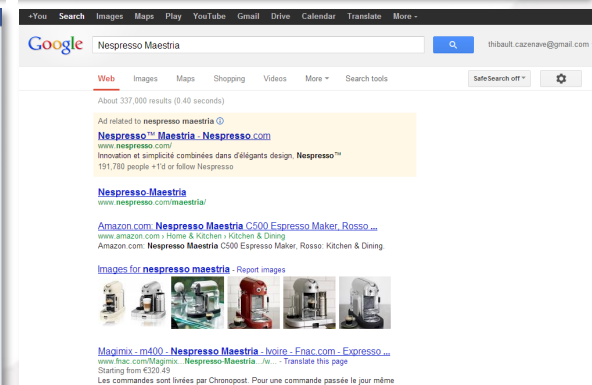 +You Search Images Maps Play YouTube Gmail Drive Calendar Translate More -
Google Nespresso Maestria thibault.cazenave@gmail.com
Web Images Maps Shopping Videos More Search tools SafeSearch off
About 337,000 results (0.40 seconds)
Ad related to nespresso maestria
Nespresso™ Maestria - Nespresso.com
www.nespresso.com/
Innovation et simplicité combinées dans d'élégants design, Nespresso™
191,780 people +1'd or follow Nespresso
Nespresso-Maestria
www.nespresso.com/maestria/
Amazon.com: Nespresso Maestria C500 Espresso Maker, Rosso ...
www.amazon.com › Home & Kitchen › Kitchen & Dining
Amazon.com: Nespresso Maestria C500 Espresso Maker, Rosso: Kitchen & Dining.
Images for nespresso maestria - Report images
Magimix - m400 - Nespresso Maestria - Ivoire - Fnac.com - Expresso ...
www.fnac.com/Magimix...Nespresso-Maestria.../w... - Translate this page
Starting from €320.49
Les commandes sont livrées par Chronopost. Pour une commande passée le jour même